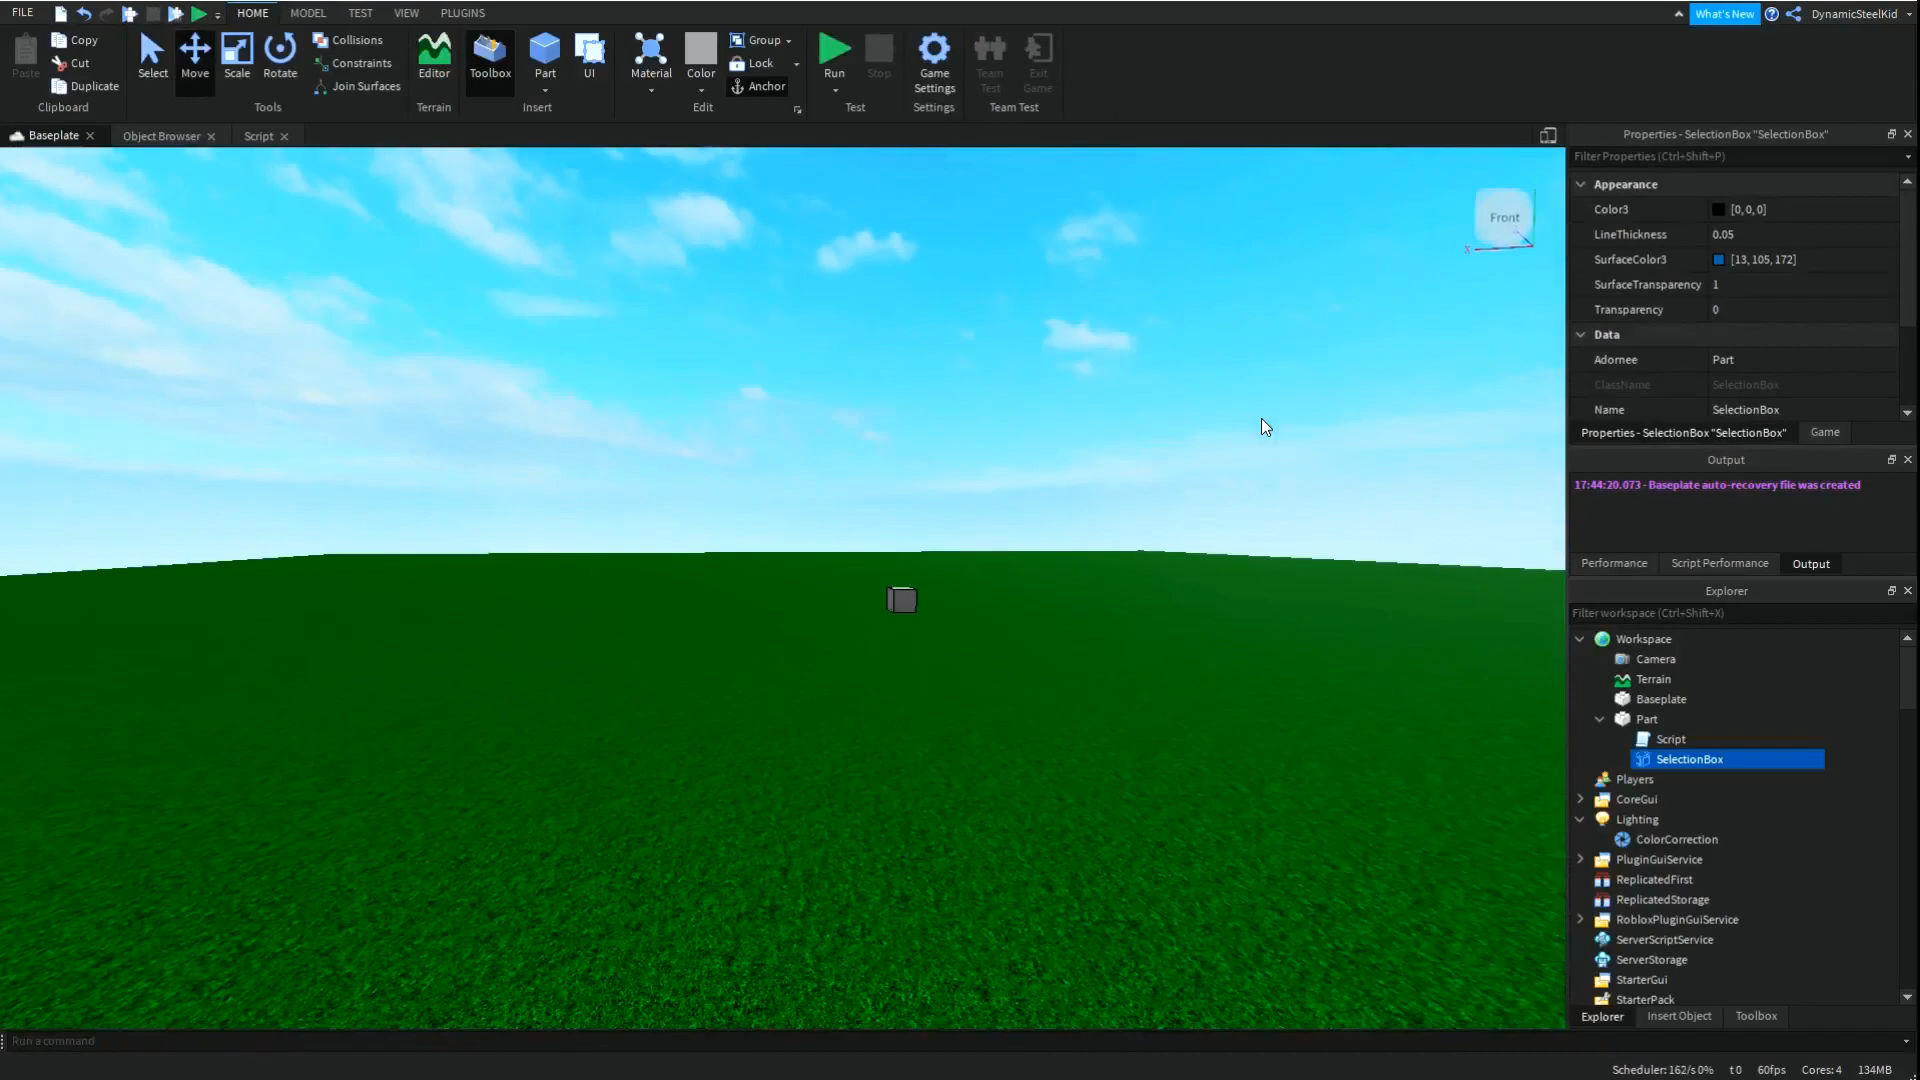 FILE
HOME
MODEL
TEST
VIEW
PLUGINS
What's New
DynamicSteelKid
Paste
Copy
Cut
Duplicate
Clipboard
Select
Move
Scale
Rotate
Tools
Collisions
Constraints
Join Surfaces
Editor
Terrain
Toolbox
Part
UI
Insert
Material
Color
Group
Lock
Anchor
Edit
Run
Stop
Test
Game
Settings
Settings
Team
Test
Exit
Game
Team Test
Baseplate
Object Browser
Script
Front
X
Properties - SelectionBox "SelectionBox"
Filter Properties (Ctrl+Shift+P)
Appearance
Color3 [0, 0, 0]
LineThickness 0.05
SurfaceColor3 [13, 105, 172]
SurfaceTransparency 1
Transparency 0
Data
Adornee Part
ClassName SelectionBox
Name SelectionBox
Properties - SelectionBox "SelectionBox"
Game
Output
17:44:20.073 - Baseplate auto-recovery file was created
Performance
Script Performance
Output
Explorer
Filter workspace (Ctrl+Shift+X)
Workspace
Camera
Terrain
Baseplate
Part
Script
SelectionBox
Players
CoreGui
Lighting
ColorCorrection
PluginGuiService
ReplicatedFirst
ReplicatedStorage
RobloxPluginGuiService
ServerScriptService
ServerStorage
StarterGui
StarterPack
Explorer
Insert Object
Toolbox
Run a command
Scheduler: 162/s 0% t 0 60fps Cores: 4 134MB